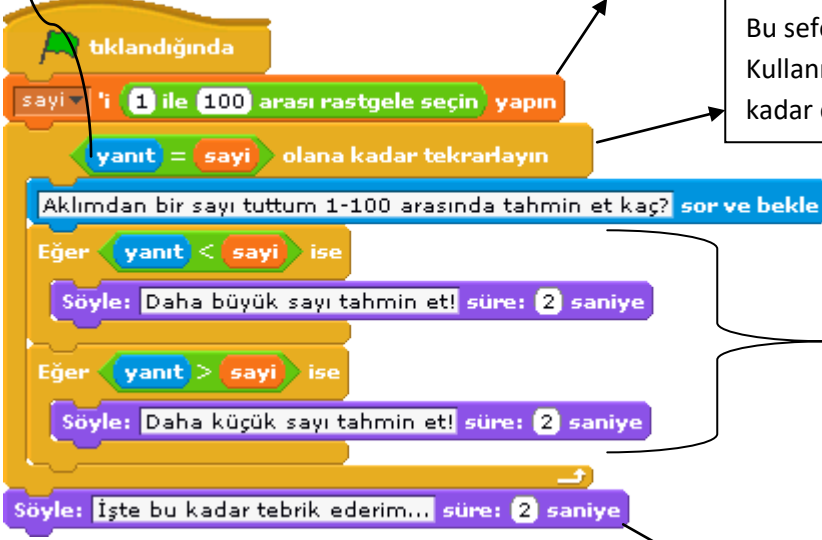 tıklandığında
sayi 'i 1 ile 100 arası rastgele seçin yapın
yanıt = sayi olana kadar tekrarlayın
Aklımdan bir sayı tuttum 1-100 arasında tahmin et kaç? sor ve bekle
Eğer yanıt < sayi ise
Söyle: Daha büyük sayı tahmin et! süre: 2 saniye
Eğer yanıt > sayi ise
Söyle: Daha küçük sayı tahmin et! süre: 2 saniye
Söyle: İşte bu kadar tebrik ederim... süre: 2 saniye
Bu
kadar